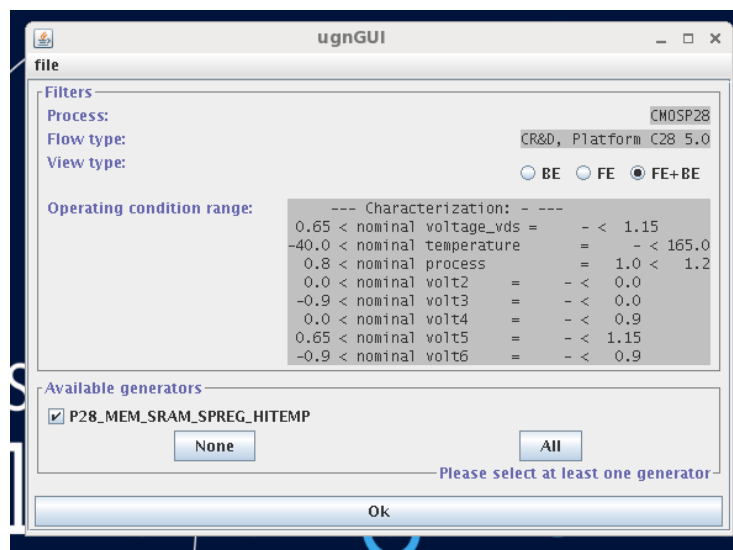 ugnGUI
file
Filters
Process: CMOSP28
Flow type: CR&D, Platform C28 5.0
View type: BE FE FE+BE
Operating condition range: --- Characterization: - ---
0.65 < nominal voltage_vds = - < 1.15
-40.0 < nominal temperature = - < 165.0
0.8 < nominal process = 1.0 < 1.2
0.0 < nominal volt2 = - < 0.0
-0.9 < nominal volt3 = - < 0.0
0.0 < nominal volt4 = - < 0.9
0.65 < nominal volt5 = - < 1.15
-0.9 < nominal volt6 = - < 0.9
Available generators
P28_MEM_SRAM_SPREG_HITEMP
None All
Please select at least one generator
Ok